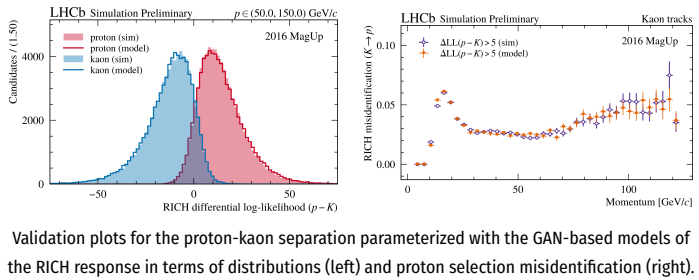 LHCb Simulation Preliminary p ∈ (50.0, 150.0) GeV/c
2016 MagUp
proton (sim)
proton (model)
kaon (sim)
kaon (model)
Candidates / (1.50)
4000
2000
0
−50 0 50
RICH differential log-likelihood (p − K)
LHCb Simulation Preliminary Kaon tracks
2016 MagUp
ΔLL(p − K) > 5 (sim)
ΔLL(p − K) > 5 (model)
RICH misidentification (K→p)
0.10
0.05
0.00
0 50 100
Momentum [GeV/c]
Validation plots for the proton-kaon separation parameterized with the GAN-based models of
the RICH response in terms of distributions (left) and proton selection misidentification (right).